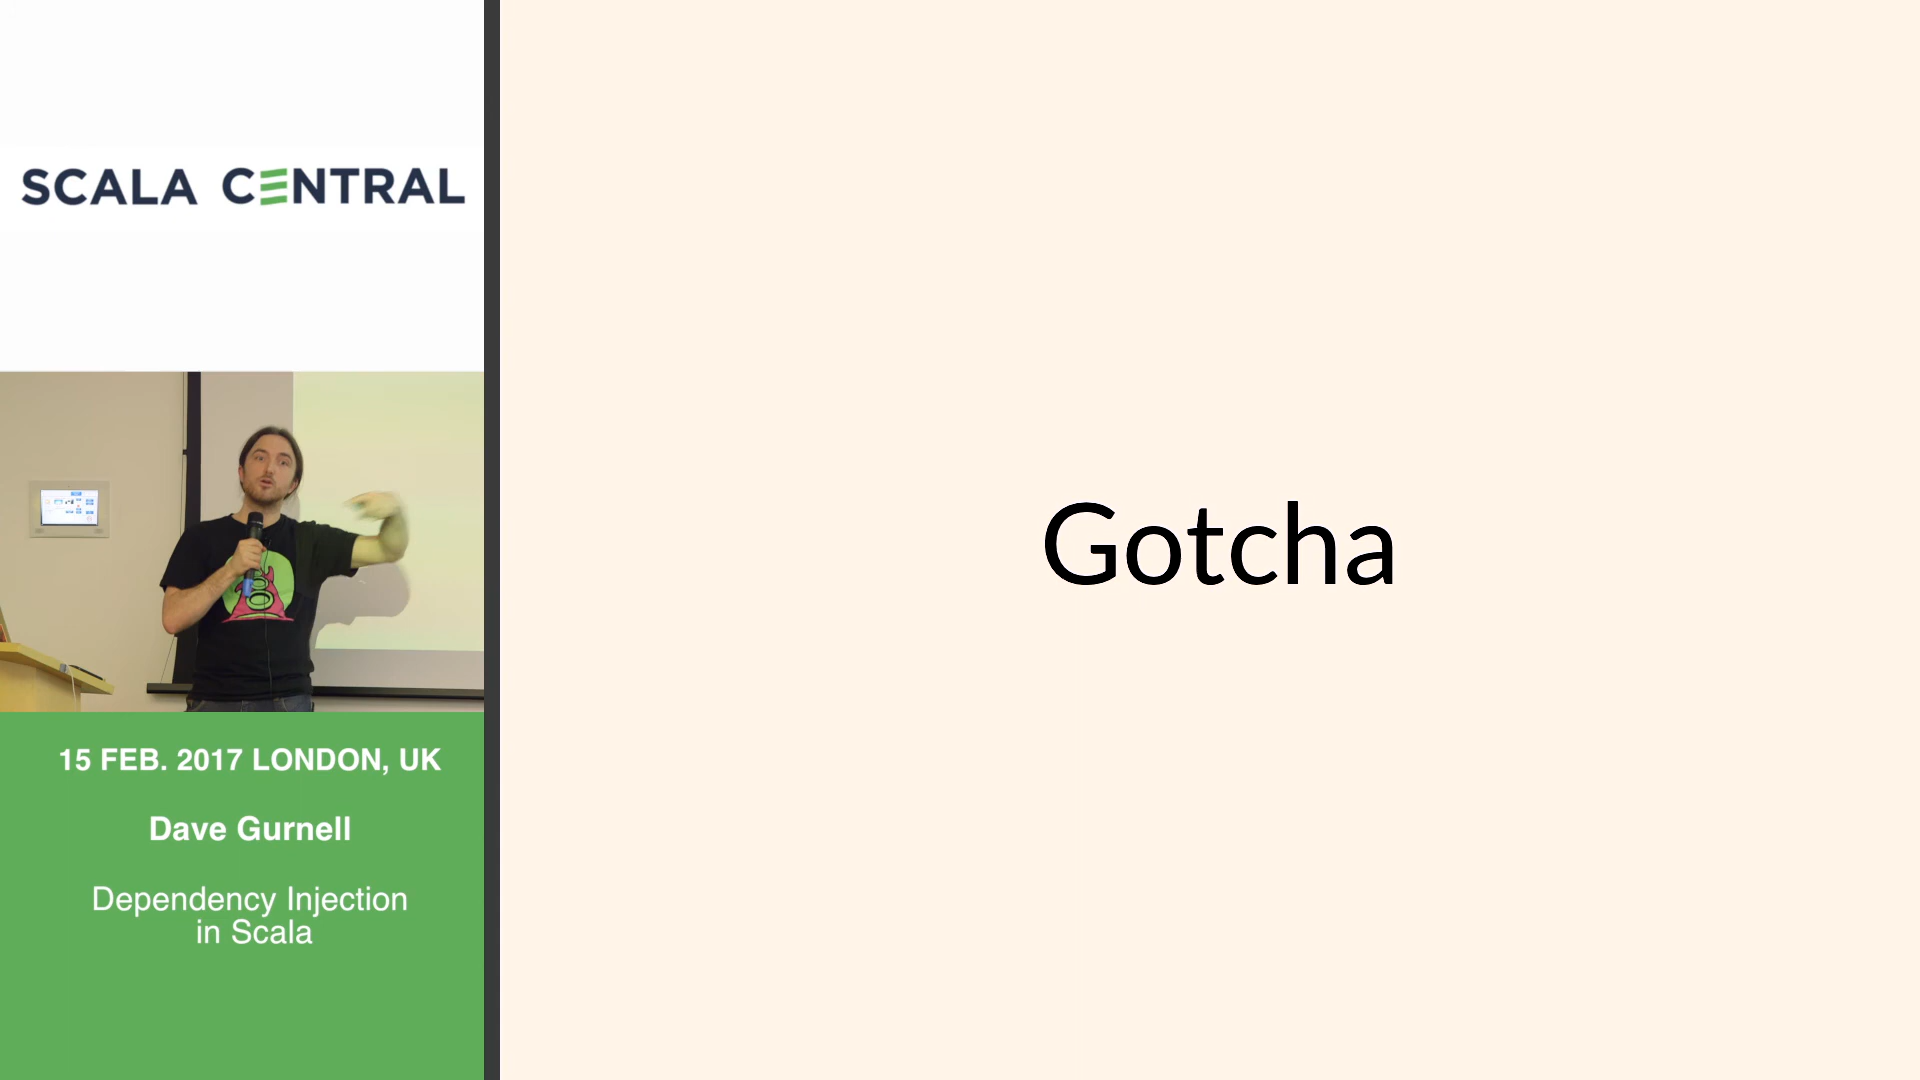 SCALA CENTRAL
15 FEB. 2017 LONDON, UK
Dave Gurnell
Dependency Injection
in Scala
Gotcha